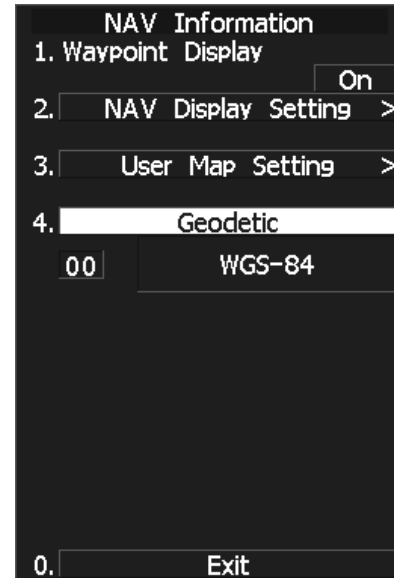 NAV Information
1. Waypoint Display
On
2. NAV Display Setting >
3. User Map Setting >
4. Geodetic
00 WGS-84
0. Exit